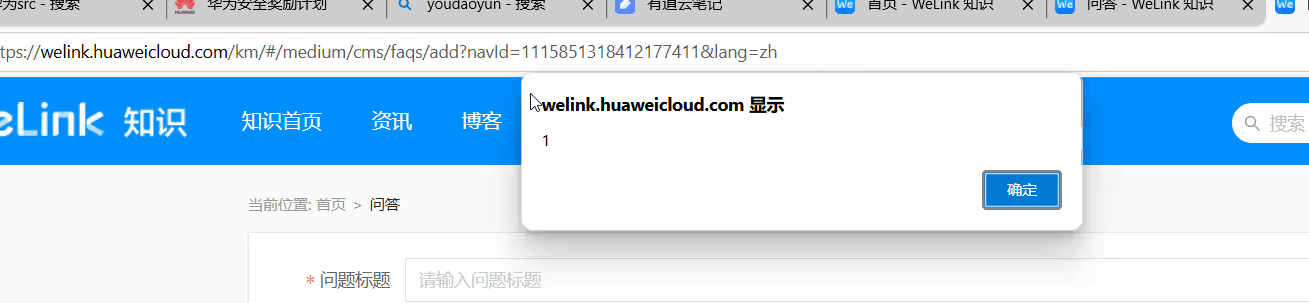 华为src - 搜索
华为安全奖励计划
youdaoyun - 搜索
有道云笔记
首页 - WeLink 知识
问答 - WeLink 知识
ttps://welink.huaweicloud.com/km/#/medium/cms/faqs/add?navId=1115851318412177411&lang=zh
welink.huaweicloud.com 显示
1
确定
eLink 知识
知识首页
资讯
博客
搜索
当前位置: 首页 > 问答
* 问题标题
请输入问题标题